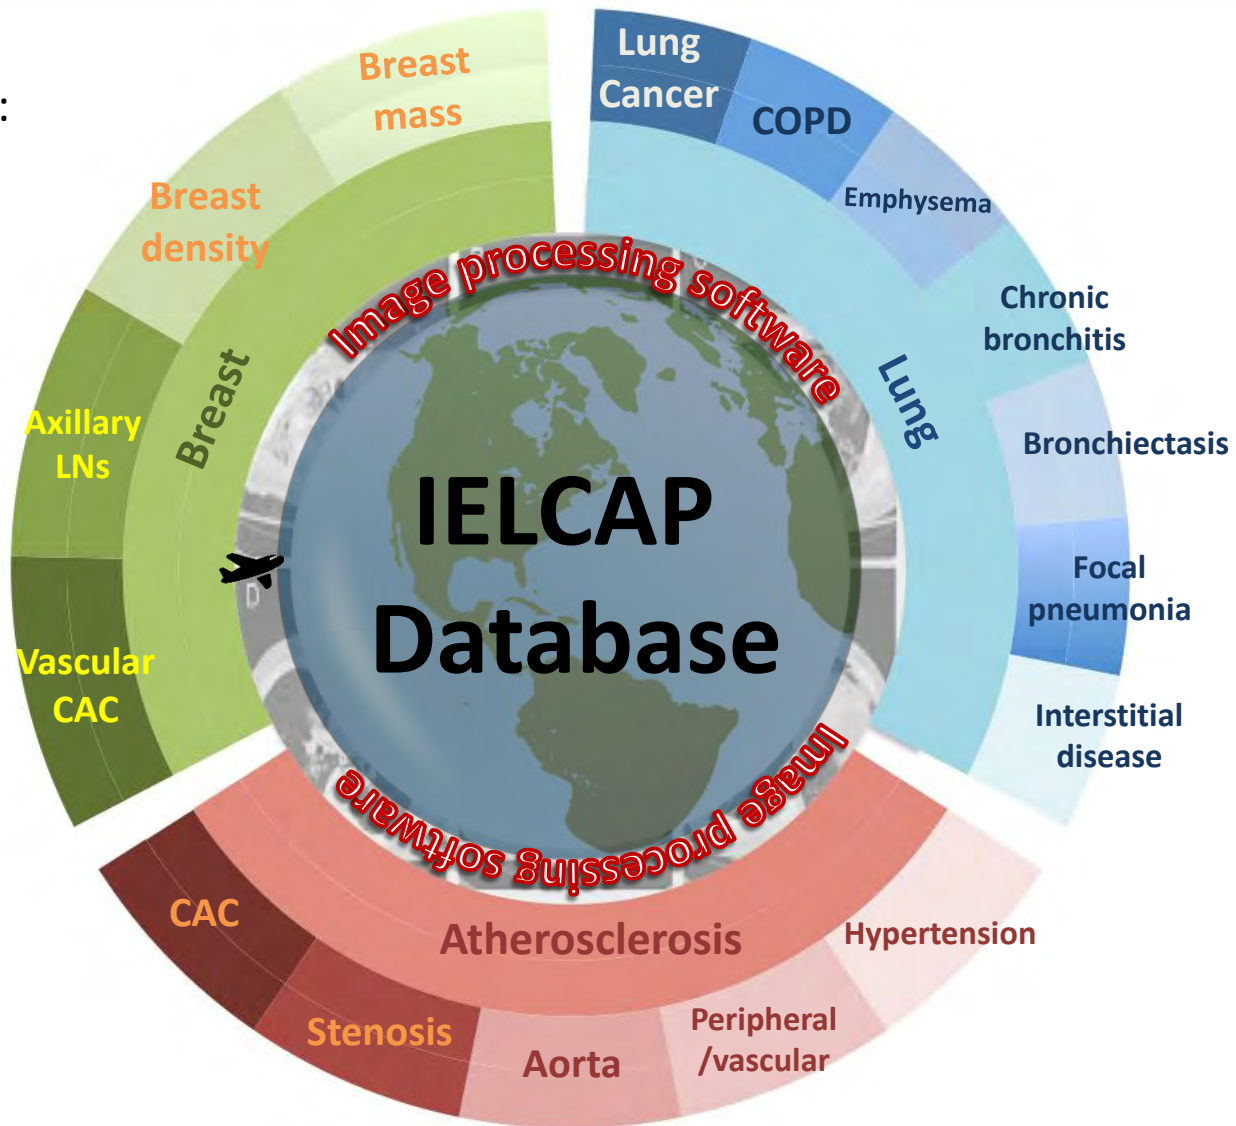 :
Breast
mass
Breast
density
Axillary
LNs
Vascular
CAC
Breast
Lung
Cancer
COPD
Emphysema
Chronic
bronchitis
Bronchiectasis
Focal
pneumonia
Interstitial
disease
Lung
Image processing software
IELCAP
Database
D
Image processing software
Atherosclerosis
CAC
Stenosis
Aorta
Peripheral
/vascular
Hypertension